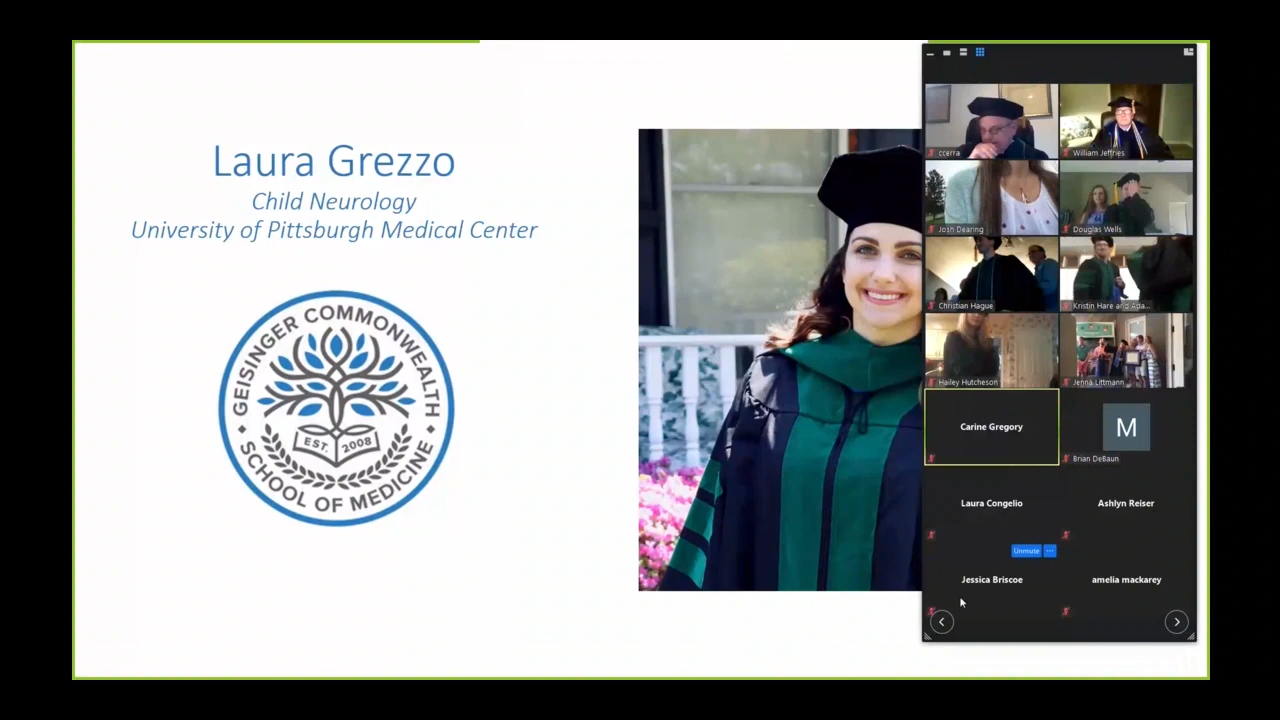 Laura Grezzo
Child Neurology
University of Pittsburgh Medical Center
GEISINGER COMMONWEALTH
EST. 2008
SCHOOL OF MEDICINE
ccerra
William Jeffries
Josh Dearing
Douglas Wells
Christian Hague
Kristin Hare and Ada...
Hailey Hutcheson
Jenna Littmann
Carine Gregory
M
Brian DeBaun
Laura Congelio
Ashlyn Reiser
Unmute ...
Jessica Briscoe
amelia mackarey